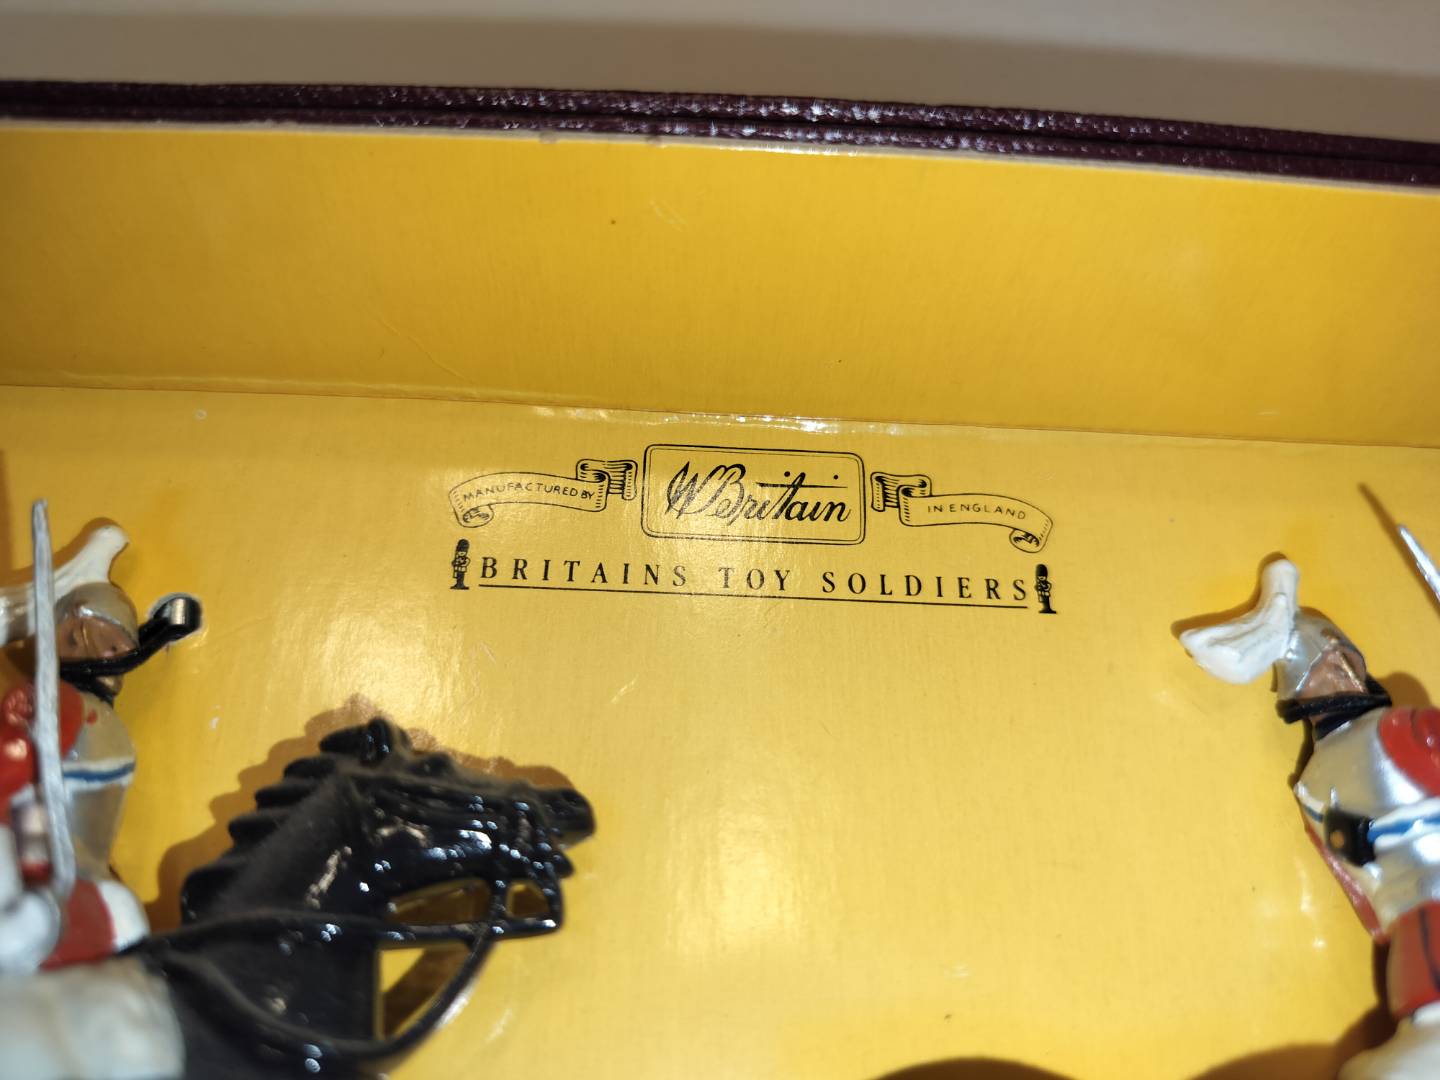 MANUFACTURED BY W Britain IN ENGLAND
BRITAINS TOY SOLDIERS